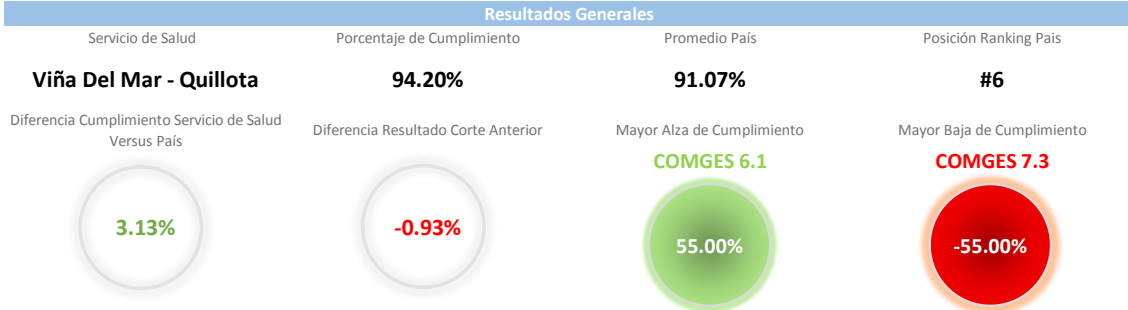 Resultados Generales
Servicio de Salud
Porcentaje de Cumplimiento
Promedio País
Posición Ranking Pais
Viña Del Mar - Quillota
94.20%
91.07%
#6
Diferencia Cumplimiento Servicio de Salud
Versus País
Diferencia Resultado Corte Anterior
Mayor Alza de Cumplimiento
Mayor Baja de Cumplimiento
COMGES 6.1
COMGES 7.3
3.13%
-0.93%
55.00%
-55.00%